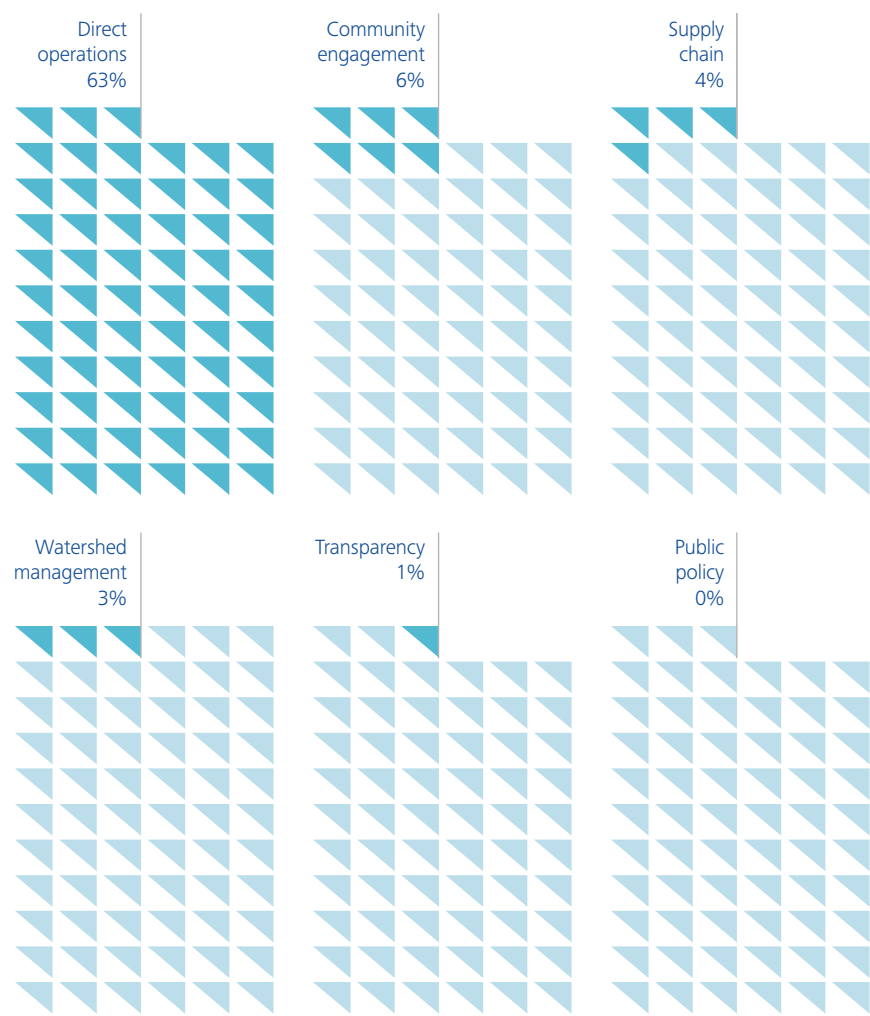 Direct
operations
63%
Community
engagement
6%
Supply
chain
4%
Watershed
management
3%
Transparency
1%
Public
policy
0%